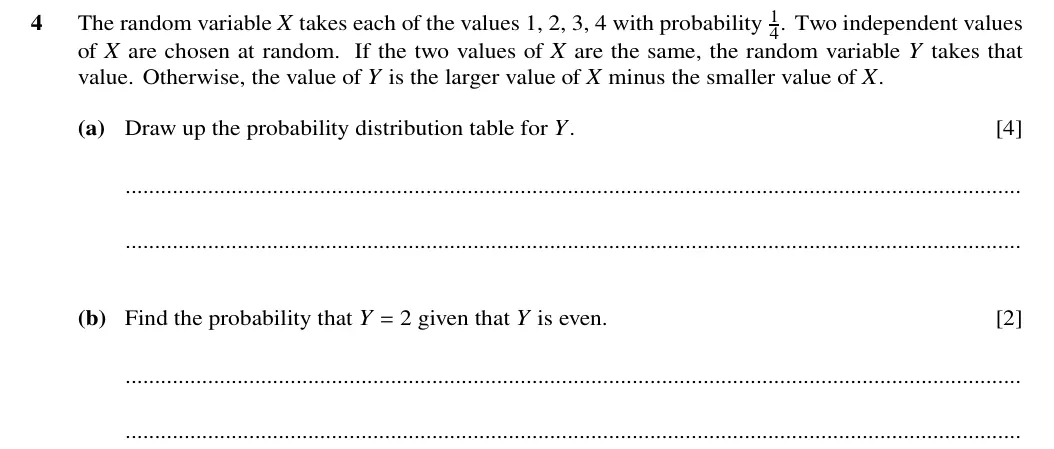 4 The random variable X takes each of the values 1, 2, 3, 4 with probability 1/4. Two independent values
of X are chosen at random. If the two values of X are the same, the random variable Y takes that
value. Otherwise, the value of Y is the larger value of X minus the smaller value of X.
(a) Draw up the probability distribution table for Y. [4]
(b) Find the probability that Y = 2 given that Y is even. [2]